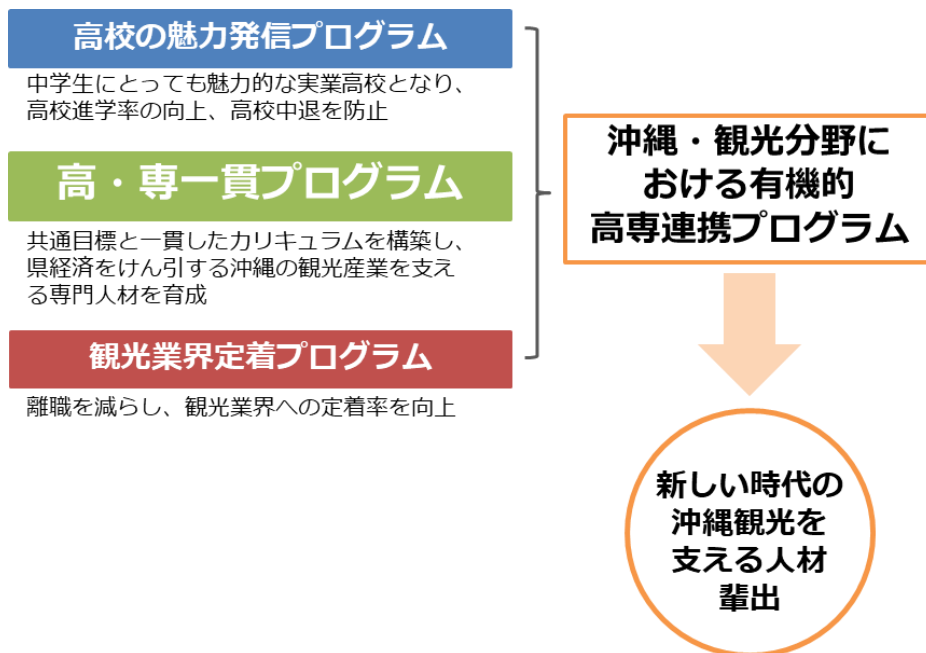 高校の魅力発信プログラム
中学生にとっても魅力的な実業高校となり、
高校進学率の向上、高校中退を防止
高・専一貫プログラム
共通目標と一貫したカリキュラムを構築し、
県経済をけん引する沖縄の観光産業を支え
る専門人材を育成
観光業界定着プログラム
離職を減らし、観光業界への定着率を向上
沖縄・観光分野に
おける有機的
高専連携プログラム
新しい時代の
沖縄観光を
支える人材
輩出